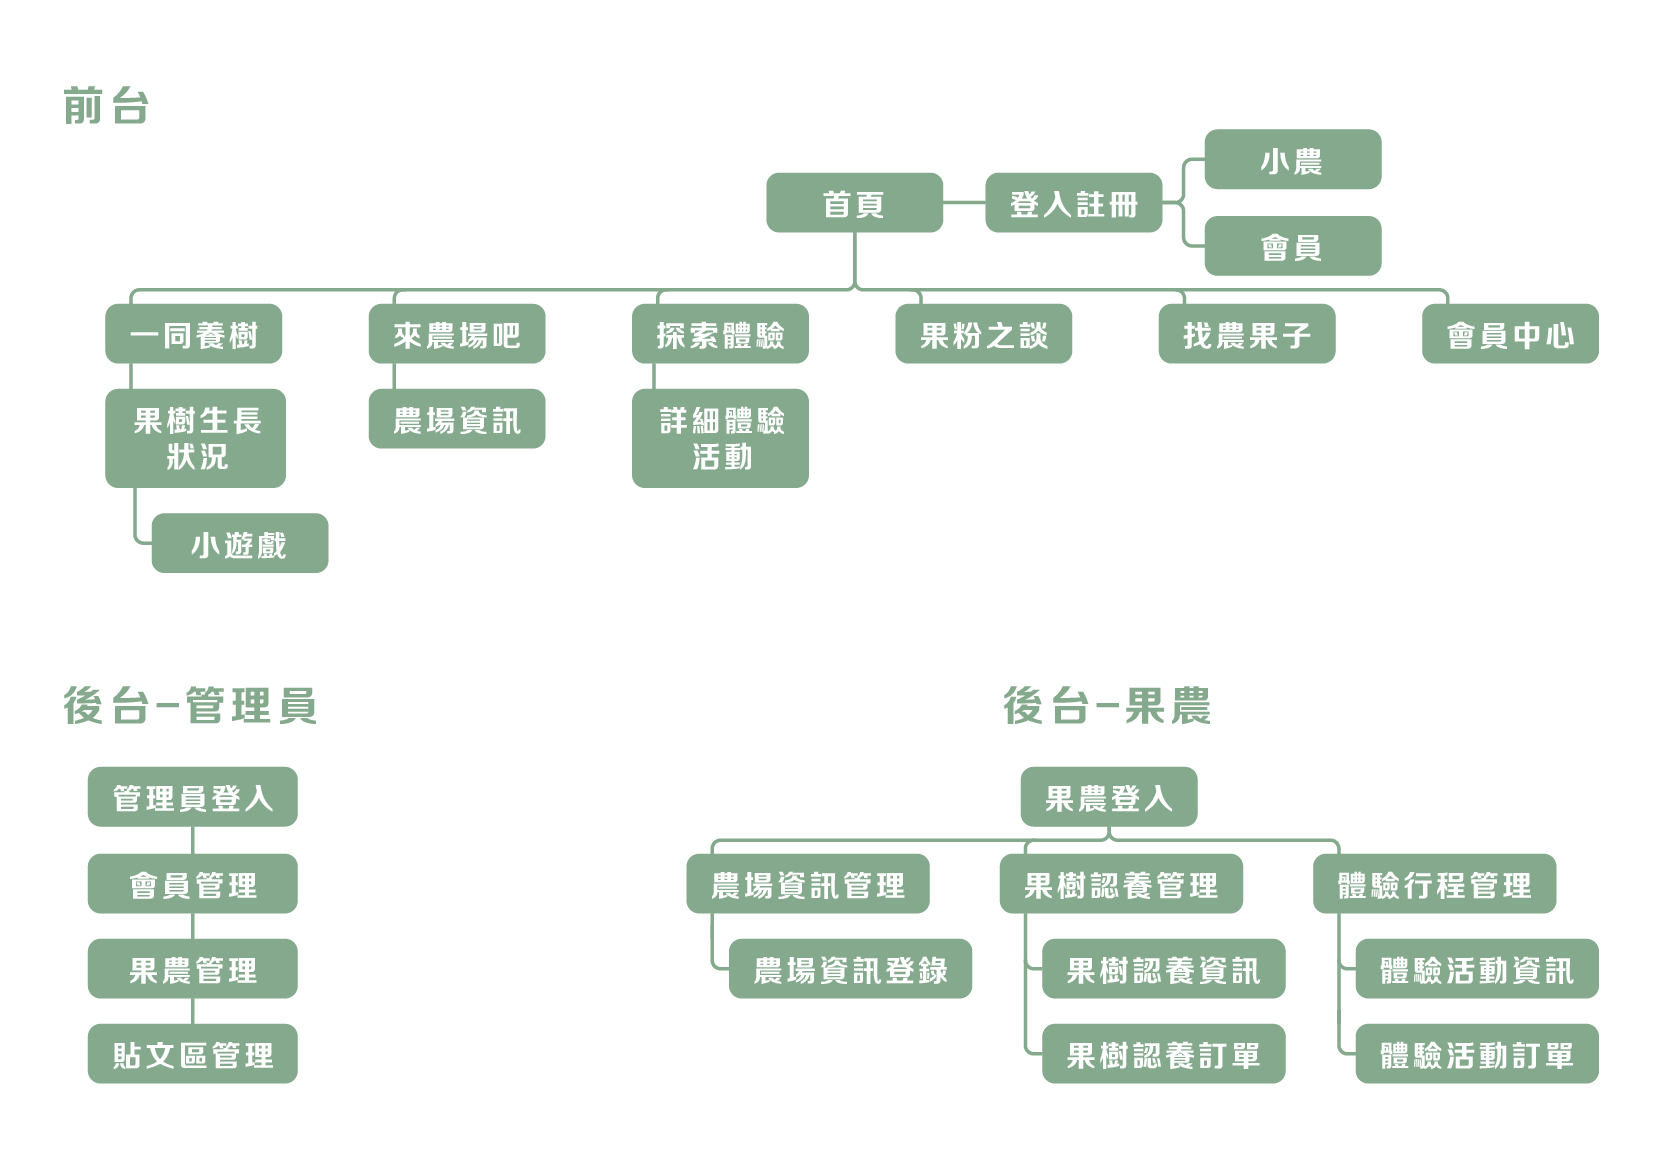 前台
首頁
登入註冊
小農
會員
一同養樹
來農場吧
探索體驗
果粉之談
找農果子
會員中心
果樹生長
狀況
農場資訊
詳細體驗
活動
小遊戲
後台-管理員
管理員登入
會員管理
果農管理
貼文區管理
後台-果農
果農登入
農場資訊管理
果樹認養管理
體驗行程管理
農場資訊登錄
果樹認養資訊
體驗活動資訊
果樹認養訂單
體驗活動訂單